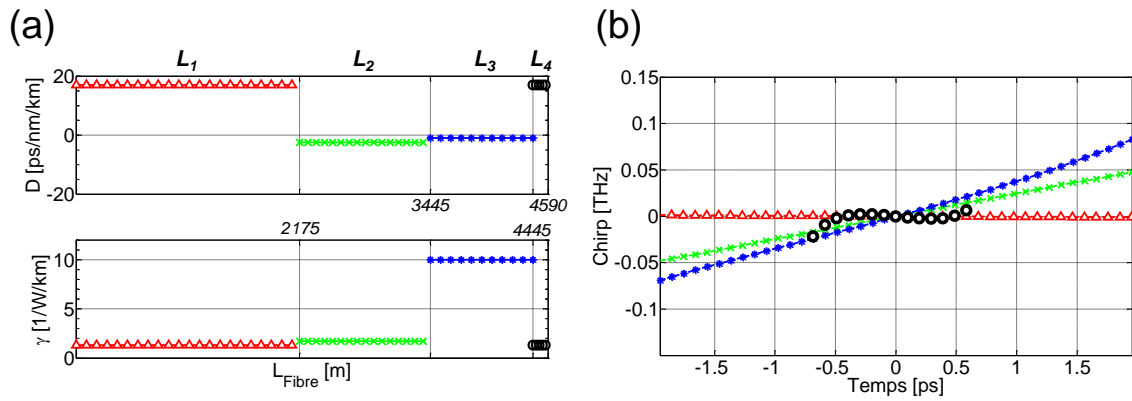 (a)
L1 L2 L3 L4
20
0
-20
D [ps/nm/km]
3445 4590
2175 4445
10
5
0
γ [1/W/km]
LFibre [m]
(b)
0.15
0.1
0.05
0
-0.05
-0.1
Chirp [THz]
-1.5 -1 -0.5 0 0.5 1 1.5
Temps [ps]